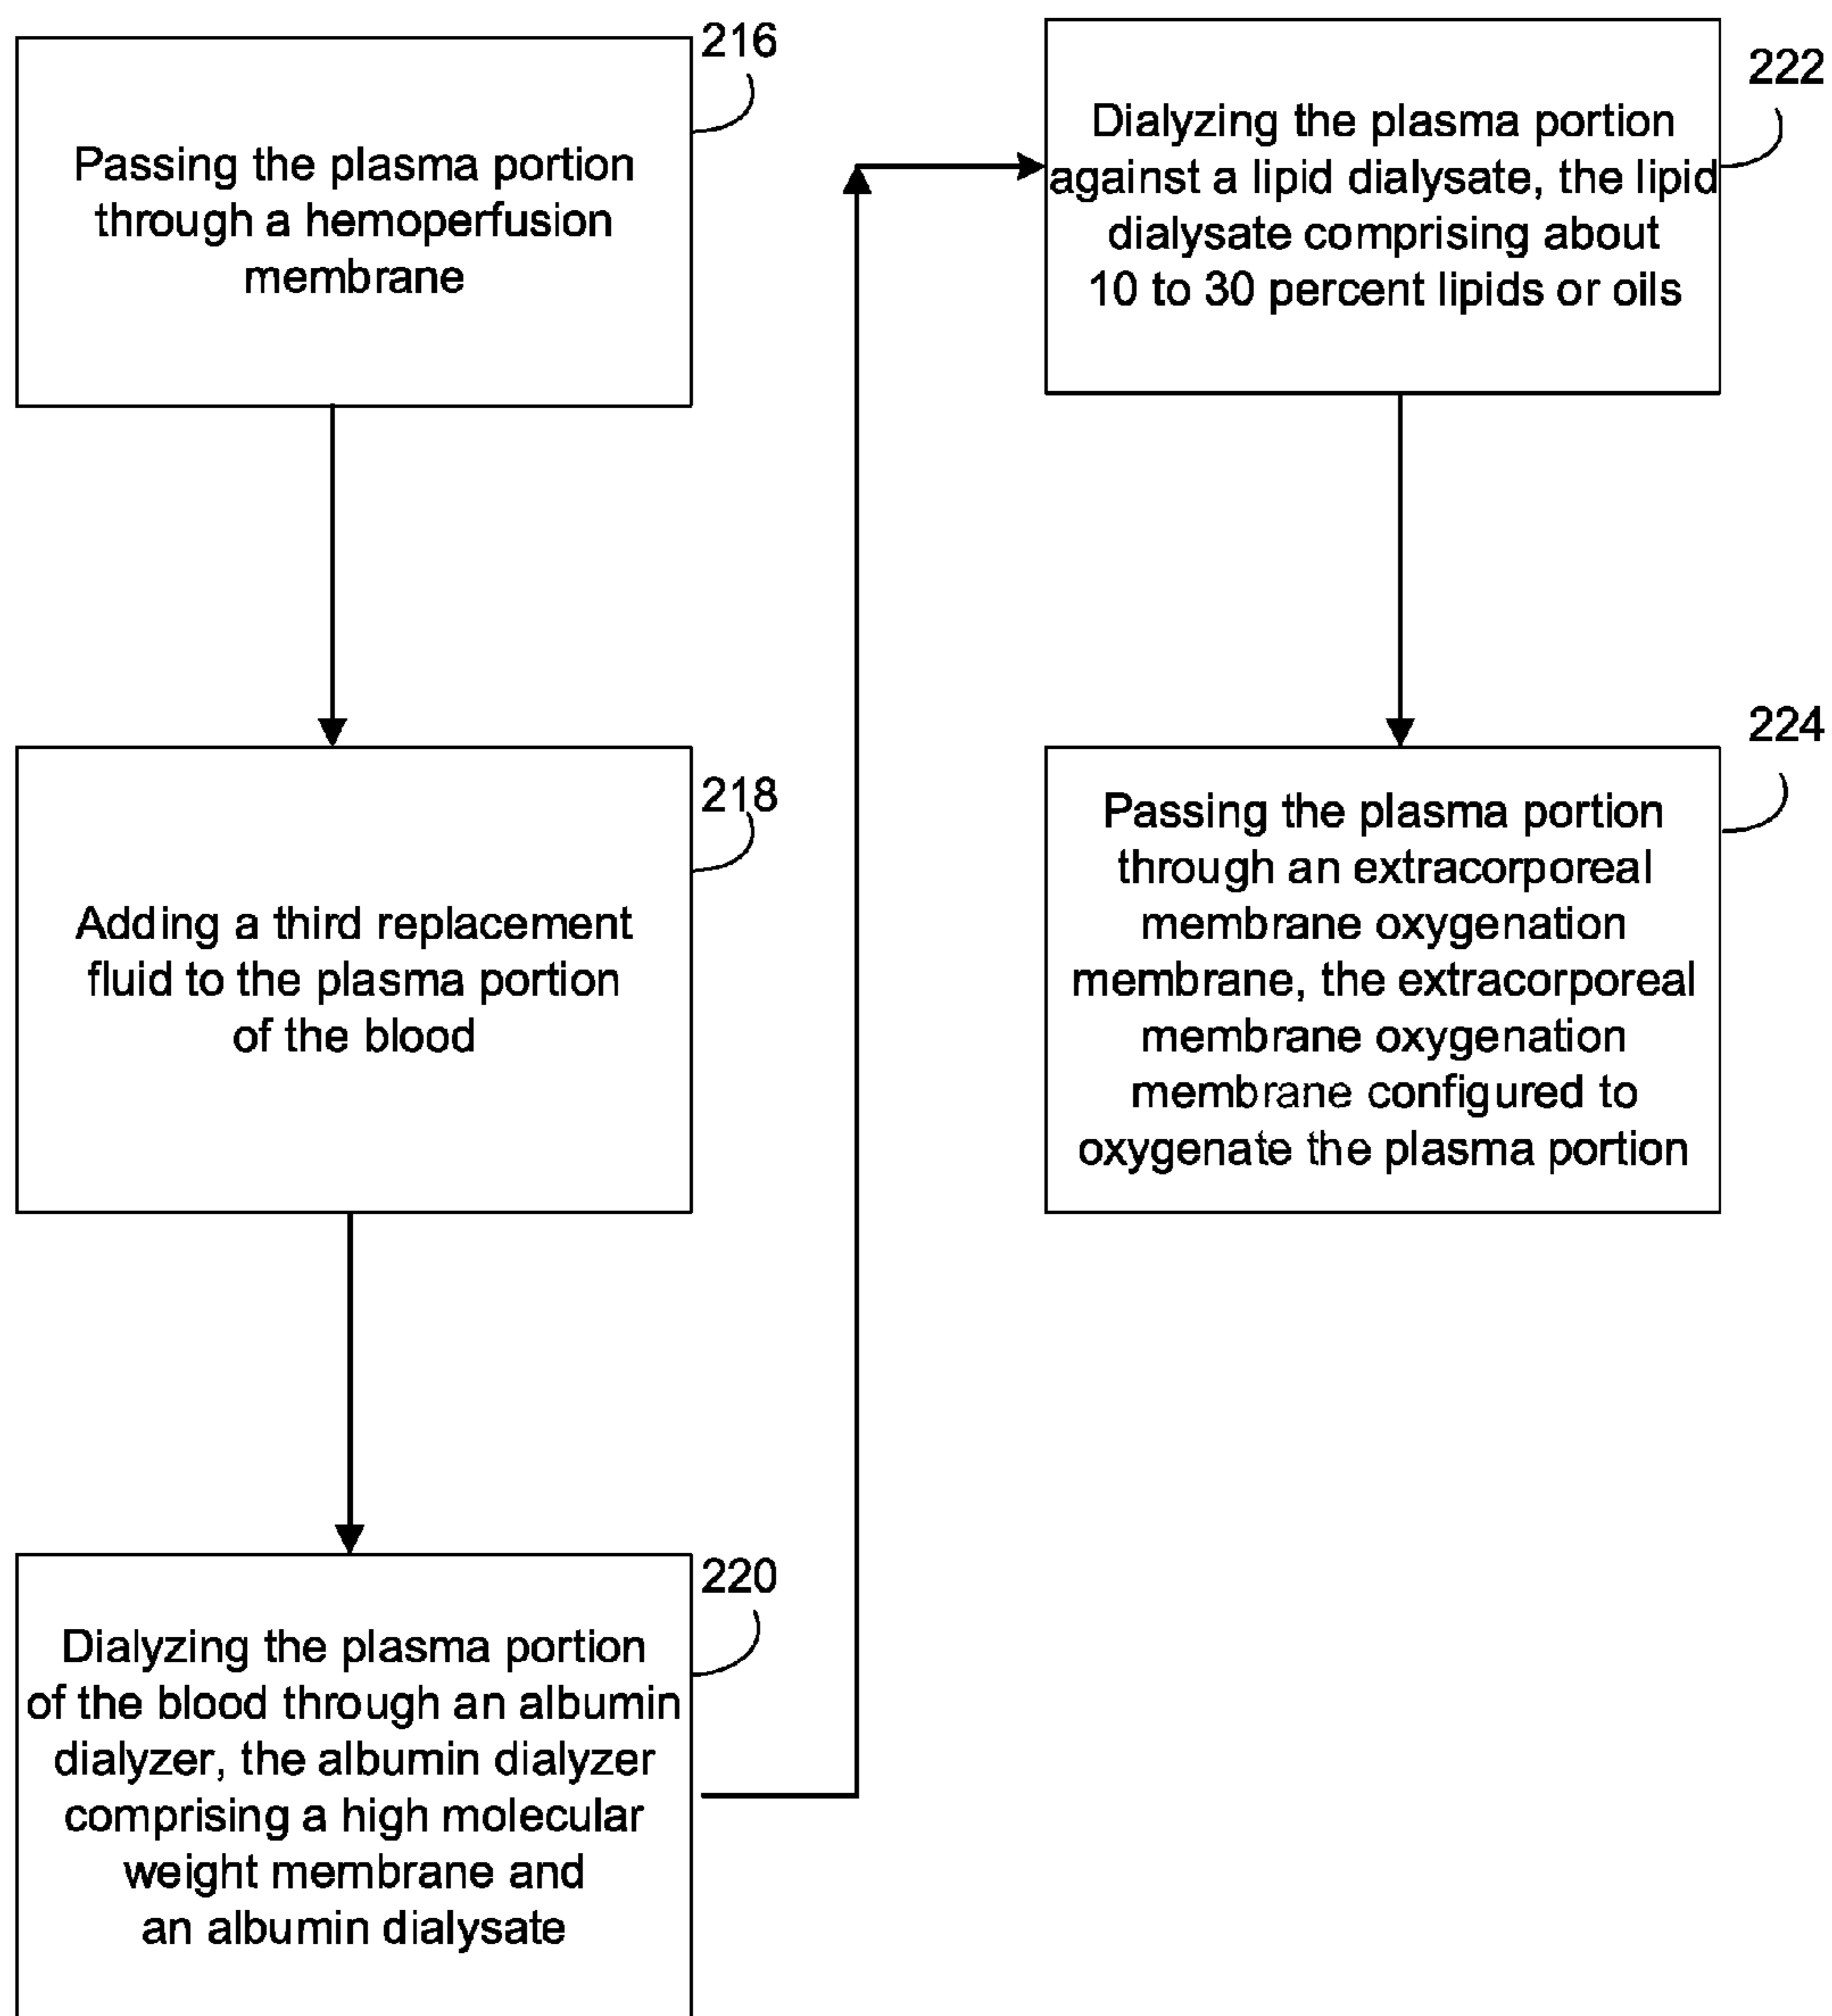 216
Passing the plasma portion
through a hemoperfusion
membrane
218
Adding a third replacement
fluid to the plasma portion
of the blood
220
Dialyzing the plasma portion
of the blood through an albumin
dialyzer, the albumin dialyzer
comprising a high molecular
weight membrane and
an albumin dialysate
222
Dialyzing the plasma portion
against a lipid dialysate, the lipid
dialysate comprising about
10 to 30 percent lipids or oils
224
Passing the plasma portion
through an extracorporeal
membrane oxygenation
membrane, the extracorporeal
membrane oxygenation
membrane configured to
oxygenate the plasma portion